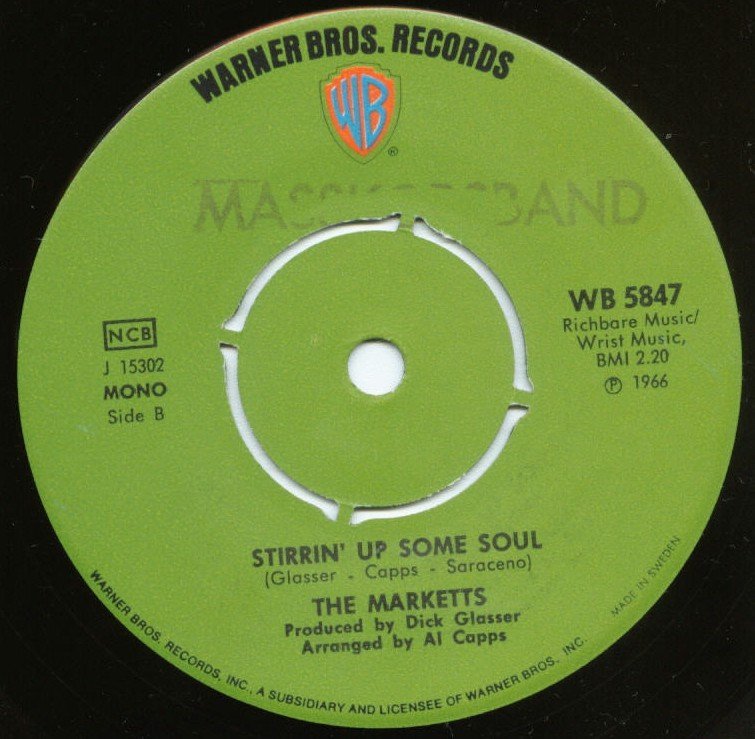 WARNER BROS. RECORDS
WB
®
BAND
WB 5847
Richbare Music/
Wrist Music,
BMI 2.20
℗ 1966
NCB
J 15302
MONO
Side B
STIRRIN' UP SOME SOUL
(Glasser - Capps - Saraceno)
THE MARKETTS
Produced by Dick Glasser
Arranged by Al Capps
WARNER BROS. RECORDS, INC., A SUBSIDIARY AND LICENSEE OF WARNER BROS. INC.
MADE IN SWEDEN